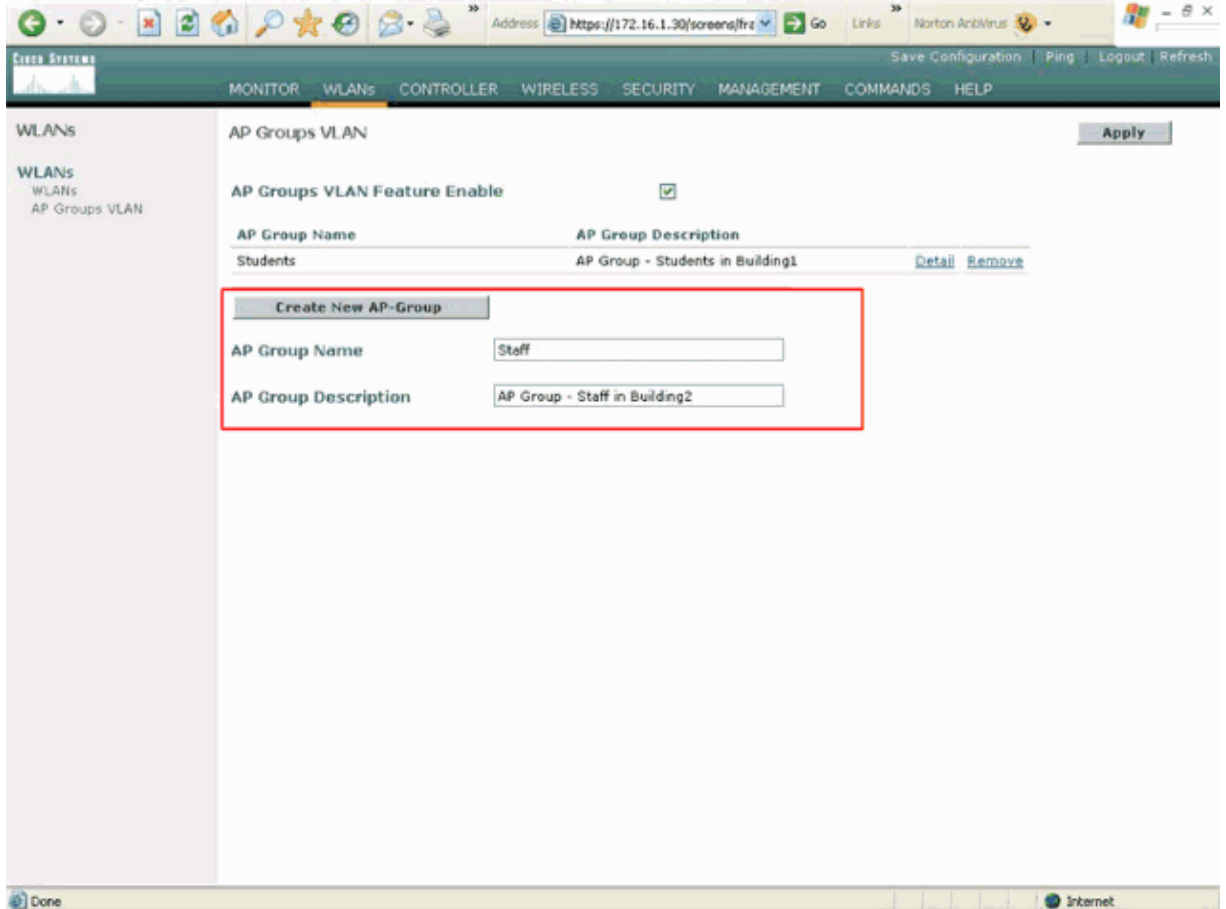 Address https://172.16.1.30/screens/fra Go Links Norton AntiVirus
CISCO SYSTEMS
Save Configuration Ping Logout Refresh
MONITOR WLANs CONTROLLER WIRELESS SECURITY MANAGEMENT COMMANDS HELP
WLANs
WLANs
WLANs
AP Groups VLAN
AP Groups VLAN
Apply
AP Groups VLAN Feature Enable
AP Group Name AP Group Description
Students AP Group - Students in Building1 Detail Remove
Create New AP-Group
AP Group Name Staff
AP Group Description AP Group - Staff in Building2
Done Internet